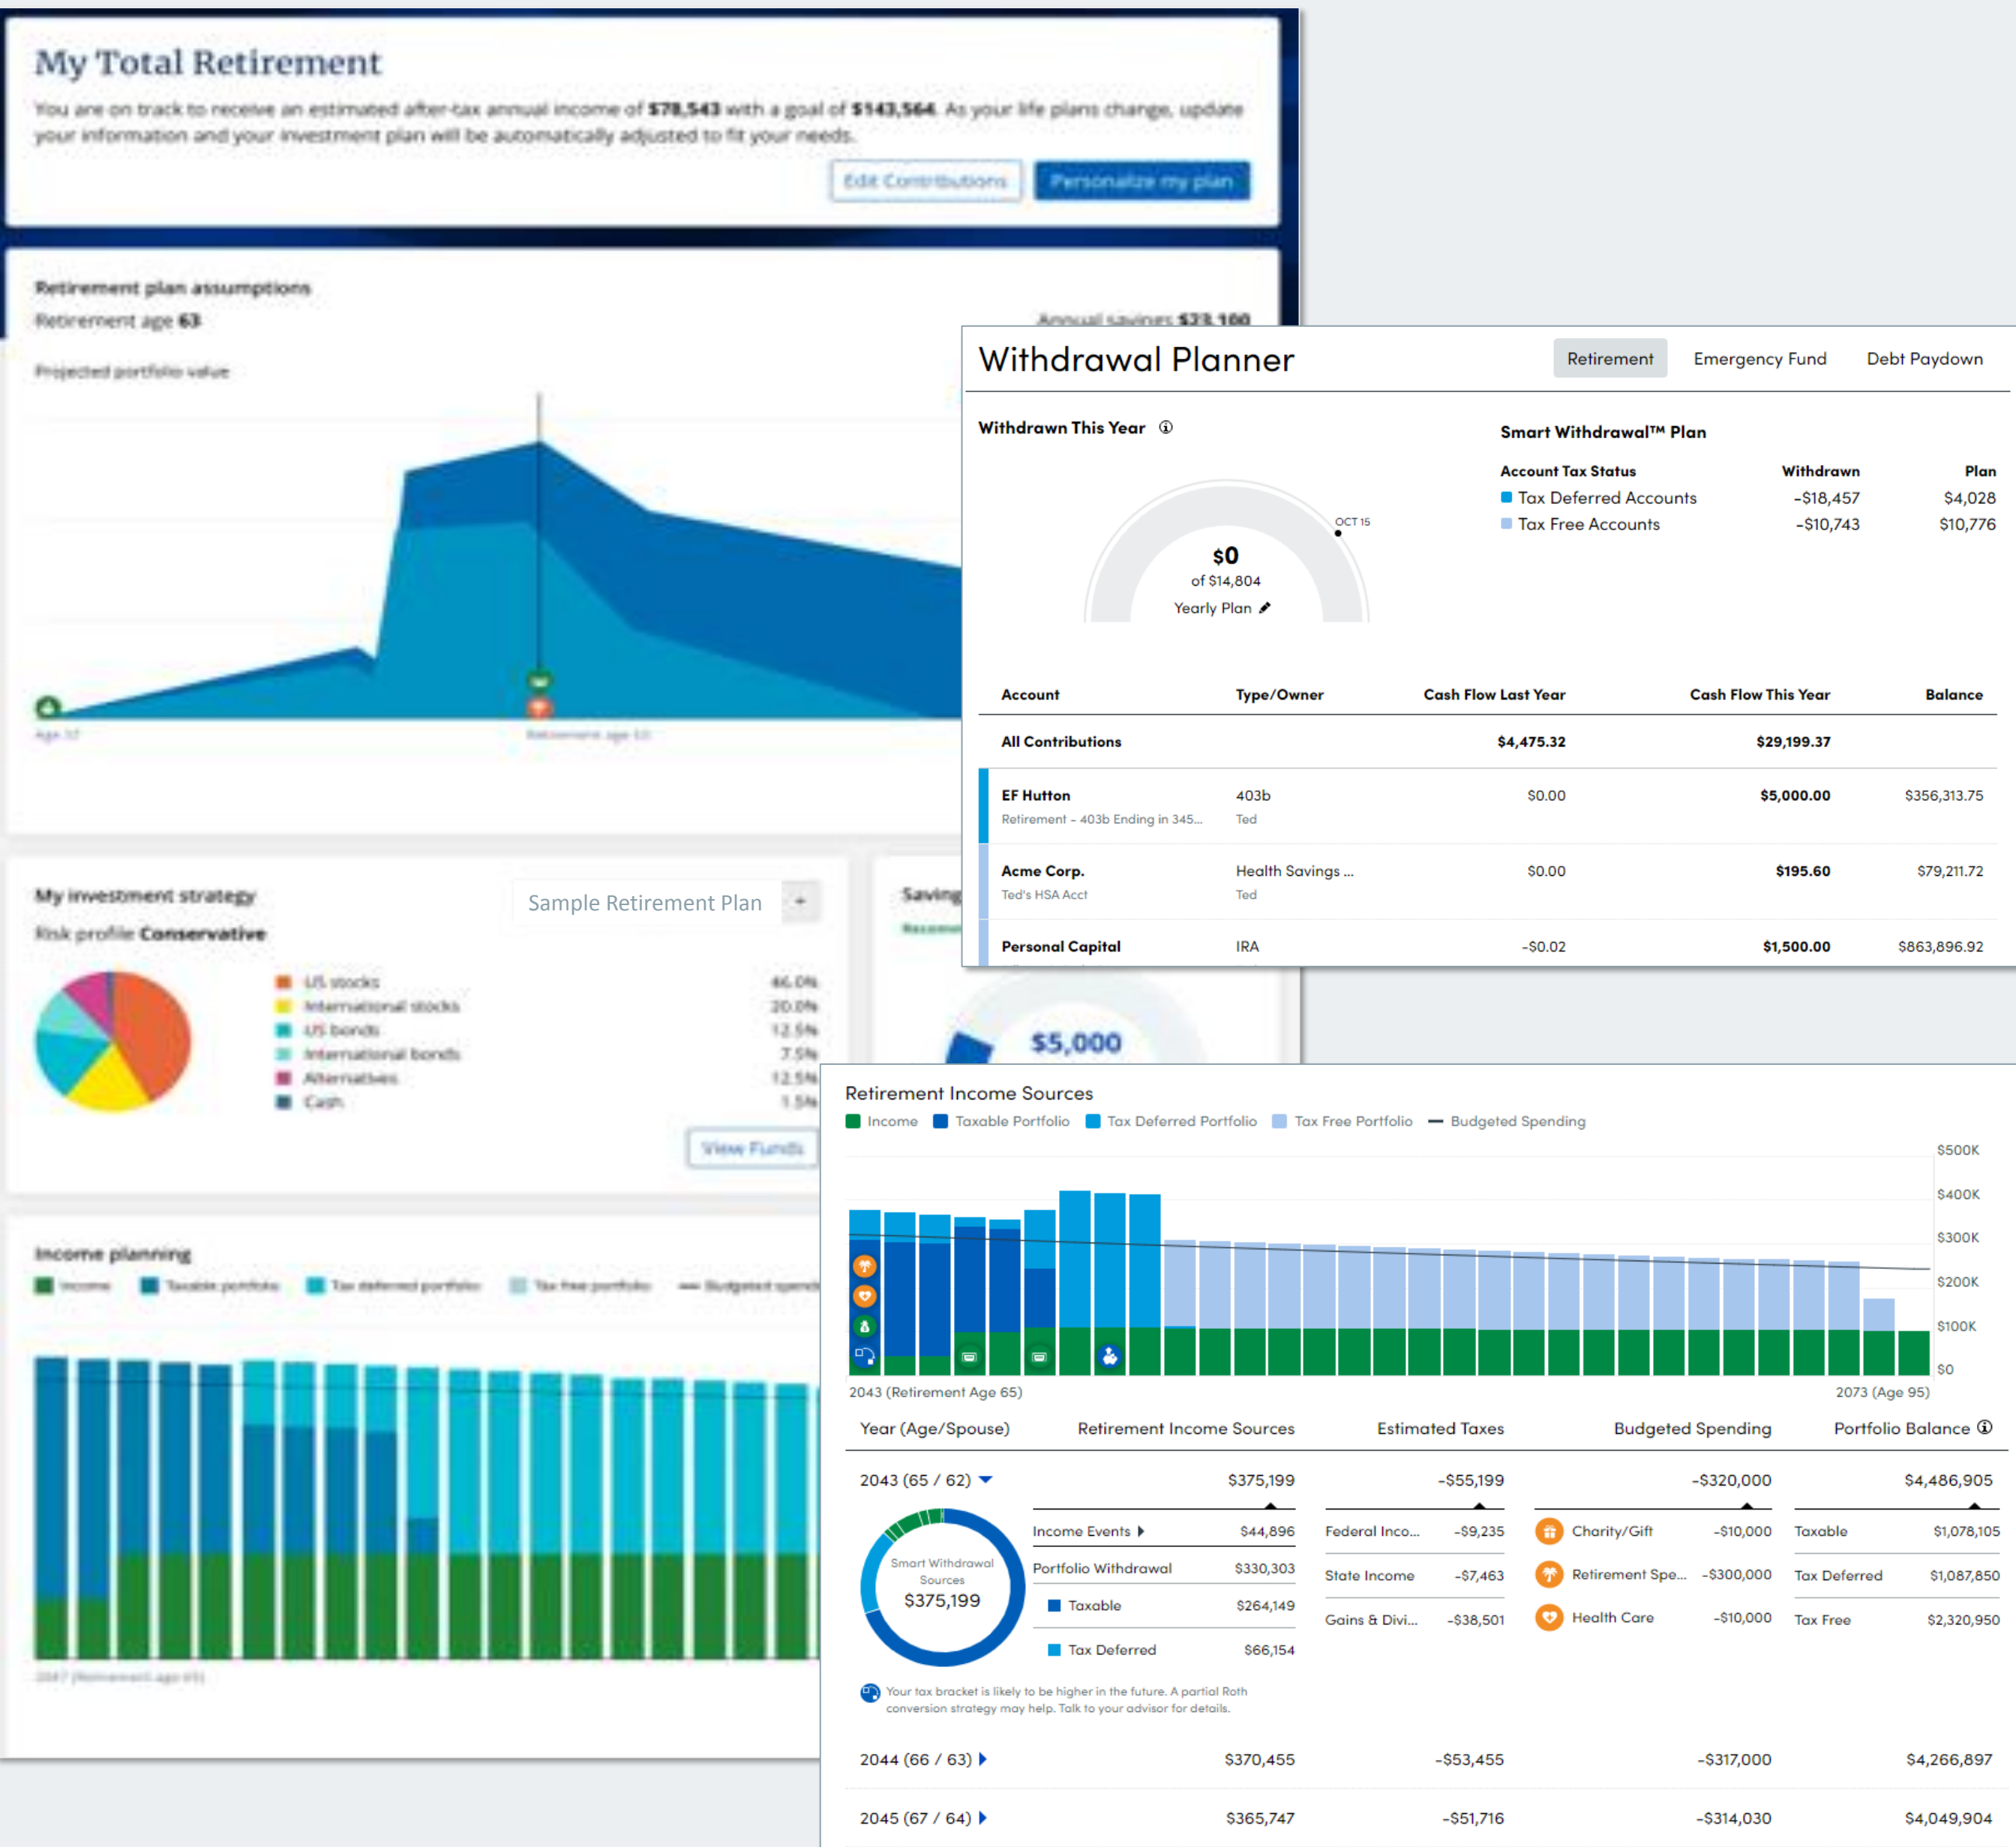 My Total Retirement
You are on track to receive an estimated after-tax annual income of $78,543 with a goal of $143,564. As your life plans change, update
your information and your investment plan will be automatically adjusted to fit your needs.
Edit Contributions Personalize my plan
Retirement plan assumptions
Retirement age 63 Annual savings $23,100
Projected portfolio value
Retirement age
My investment strategy
Sample Retirement Plan +
Risk profile Conservative
US stocks 46.0%
International stocks 20.0%
US bonds 12.5%
International bonds 7.5%
Alternatives 12.5%
Cash 1.5%
View Funds
Saving
$5,000
Income planning
Income Taxable portfolio Tax deferred portfolio Tax free portfolio Budgeted spend
Withdrawal Planner
Retirement Emergency Fund Debt Paydown
Withdrawn This Year
OCT 15
$0
of $14,804
Yearly Plan
Smart Withdrawal™ Plan
Account Tax Status Withdrawn Plan
Tax Deferred Accounts -$18,457 $4,028
Tax Free Accounts -$10,743 $10,776
Account Type/Owner Cash Flow Last Year Cash Flow This Year Balance
All Contributions $4,475.32 $29,199.37
EF Hutton 403b $0.00 $5,000.00 $356,313.75
Retirement - 403b Ending in 345... Ted
Acme Corp. Health Savings ... $0.00 $195.60 $79,211.72
Ted's HSA Acct Ted
Personal Capital IRA -$0.02 $1,500.00 $863,896.92
Retirement Income Sources
Income Taxable Portfolio Tax Deferred Portfolio Tax Free Portfolio Budgeted Spending
$500K
$400K
$300K
$200K
$100K
$0
2043 (Retirement Age 65) 2073 (Age 95)
Year (Age/Spouse) Retirement Income Sources Estimated Taxes Budgeted Spending Portfolio Balance
2043 (65 / 62) $375,199 -$55,199 -$320,000 $4,486,905
Smart Withdrawal
Sources
$375,199
Income Events $44,896 Federal Inco... -$9,235 Charity/Gift -$10,000 Taxable $1,078,105
Portfolio Withdrawal $330,303 State Income -$7,463 Retirement Spe... -$300,000 Tax Deferred $1,087,850
Taxable $264,149 Gains & Divi... -$38,501 Health Care -$10,000 Tax Free $2,320,950
Tax Deferred $66,154
Your tax bracket is likely to be higher in the future. A partial Roth
conversion strategy may help. Talk to your advisor for details.
2044 (66 / 63) $370,455 -$53,455 -$317,000 $4,266,897
2045 (67 / 64) $365,747 -$51,716 -$314,030 $4,049,904